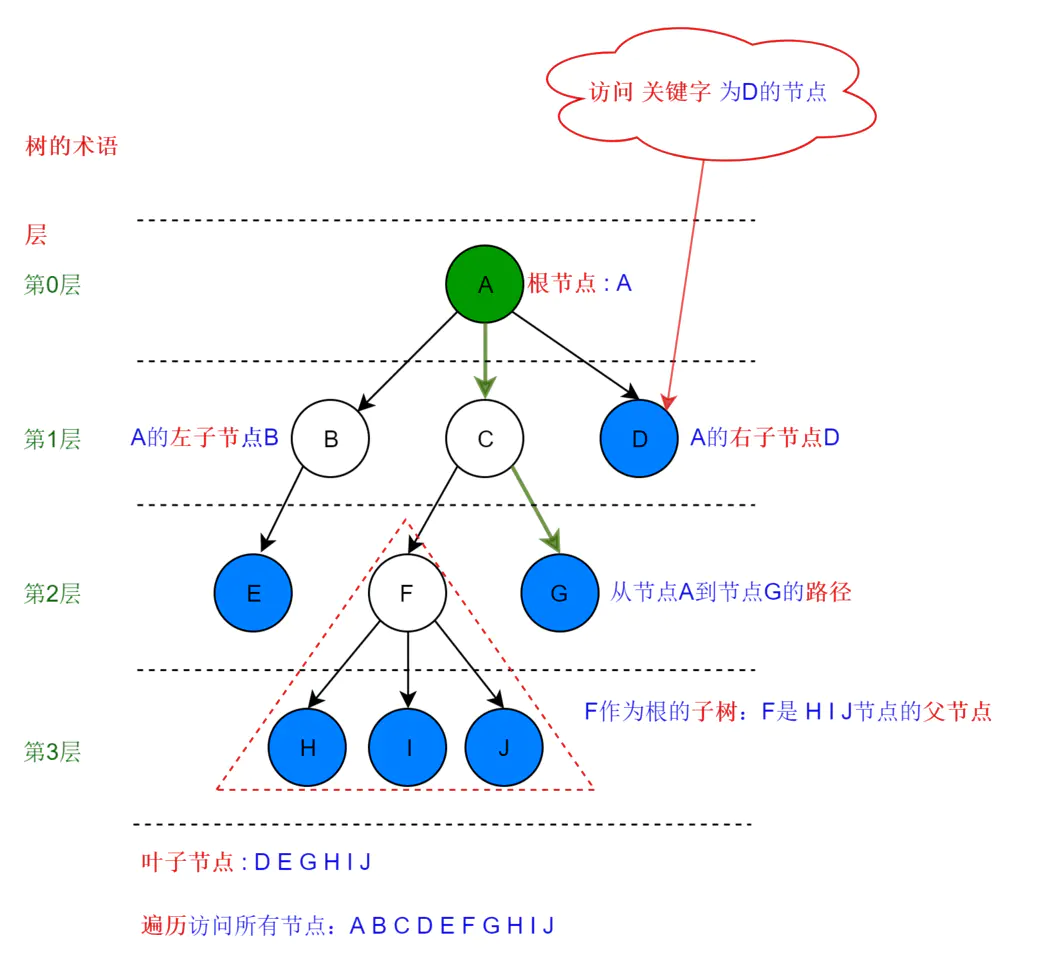 访问 关键字 为D的节点
树的术语
层
第0层
A
根节点：A
第1层
A的左子节点B
B
C
D
A的右子节点D
第2层
E
F
G
从节点A到节点G的路径
F作为根的子树：F是 H I J节点的父节点
第3层
H
I
J
叶子节点：D E G H I J
遍历访问所有节点：A B C D E F G H I J